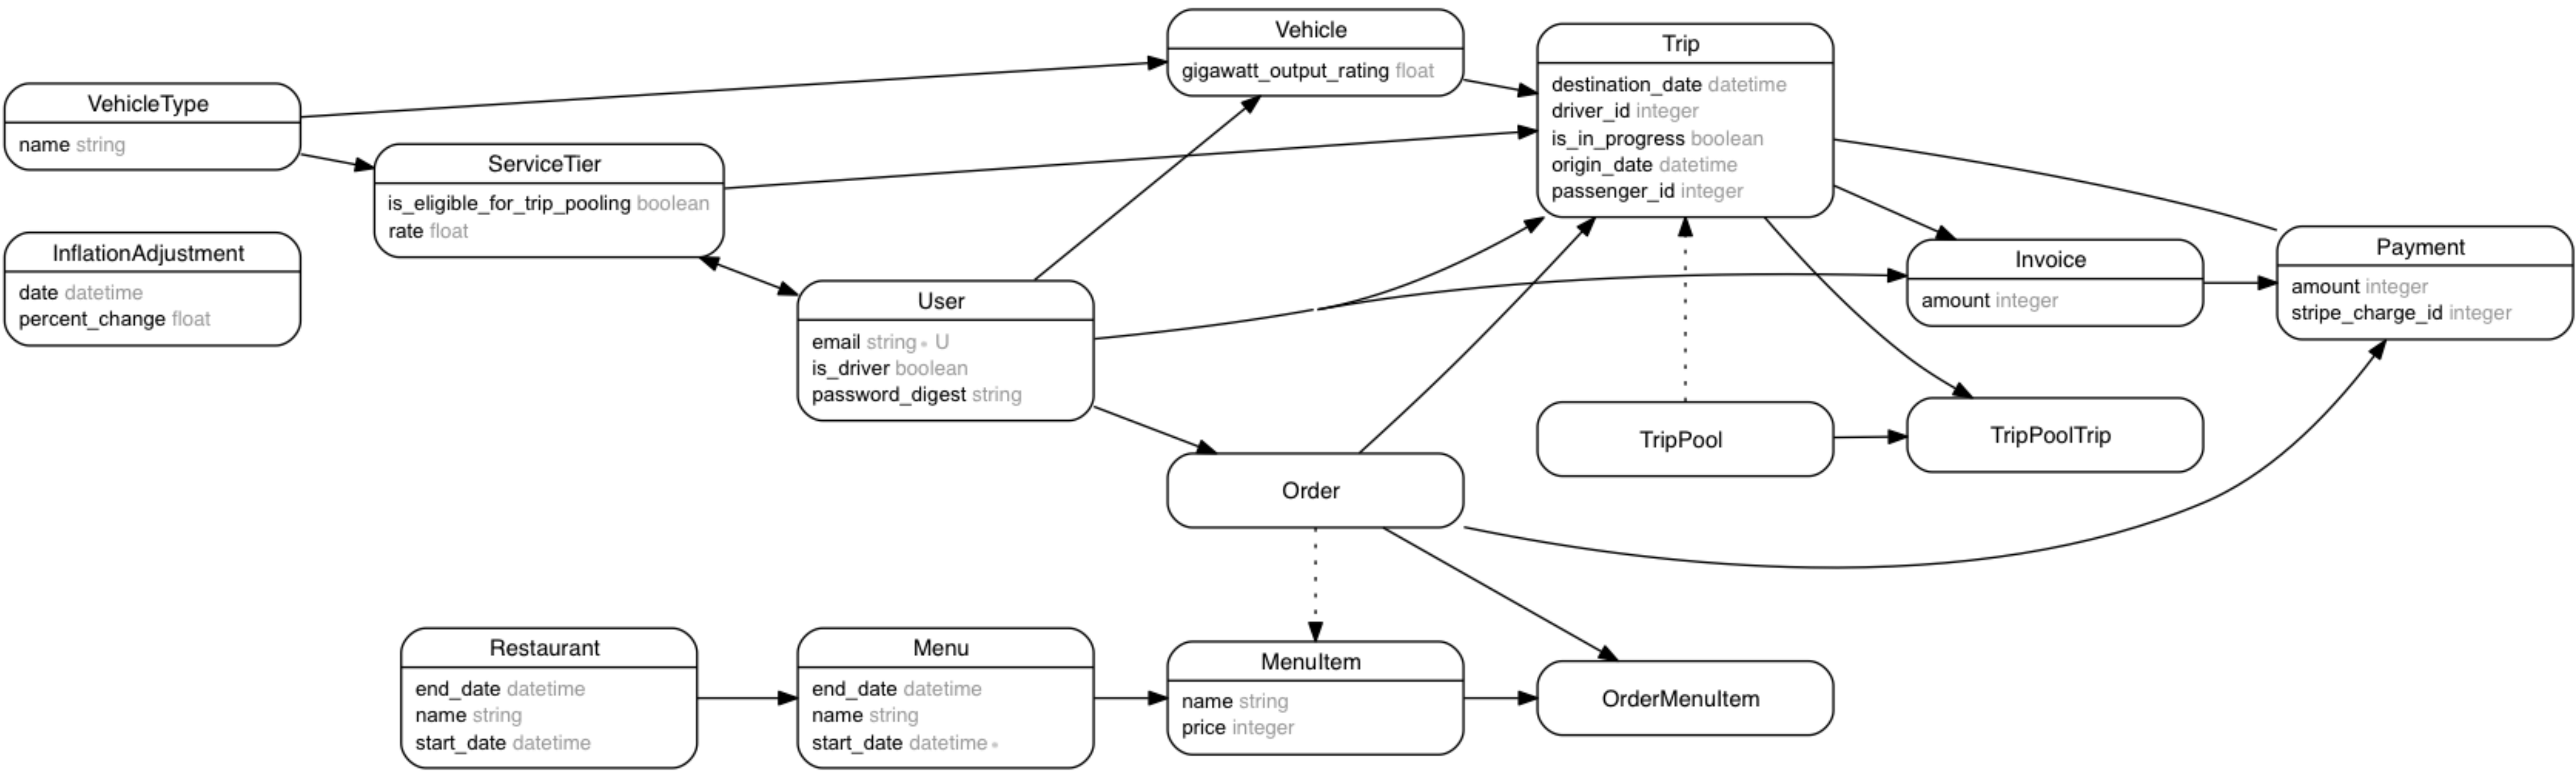 Vehicle
gigawatt_output_rating float
Trip
destination_date datetime
driver_id integer
is_in_progress boolean
origin_date datetime
passenger_id integer
VehicleType
name string
ServiceTier
is_eligible_for_trip_pooling boolean
rate float
InflationAdjustment
date datetime
percent_change float
User
email string • U
is_driver boolean
password_digest string
Invoice
amount integer
Payment
amount integer
stripe_charge_id integer
TripPool
TripPoolTrip
Order
Restaurant
end_date datetime
name string
start_date datetime
Menu
end_date datetime
name string
start_date datetime •
MenuItem
name string
price integer
OrderMenuItem